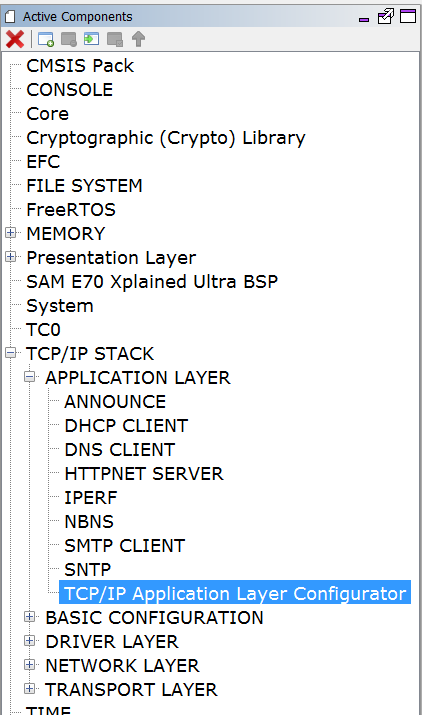 Active Components
CMSIS Pack
CONSOLE
Core
Cryptographic (Crypto) Library
EFC
FILE SYSTEM
FreeRTOS
MEMORY
Presentation Layer
SAM E70 Xplained Ultra BSP
System
TC0
TCP/IP STACK
APPLICATION LAYER
ANNOUNCE
DHCP CLIENT
DNS CLIENT
HTTPNET SERVER
IPERF
NBNS
SMTP CLIENT
SNTP
TCP/IP Application Layer Configurator
BASIC CONFIGURATION
DRIVER LAYER
NETWORK LAYER
TRANSPORT LAYER
TIME